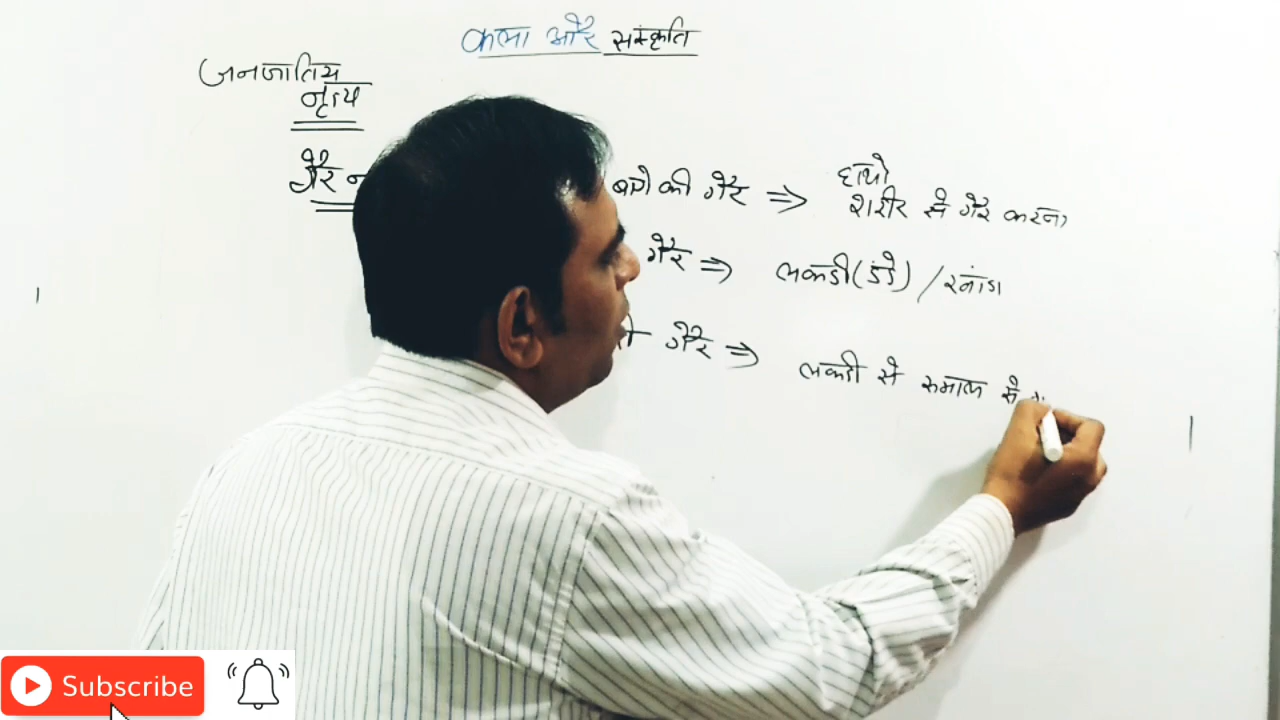 कला और संस्कृति
जनजातिय
नृत्य
गैर
की गैर ⇒ हाथो
शरीर से गैर करना
गैर ⇒ लकडी (डंडे) / स्वांग
गैर ⇒ लकडी से रुमाल से
Subscribe